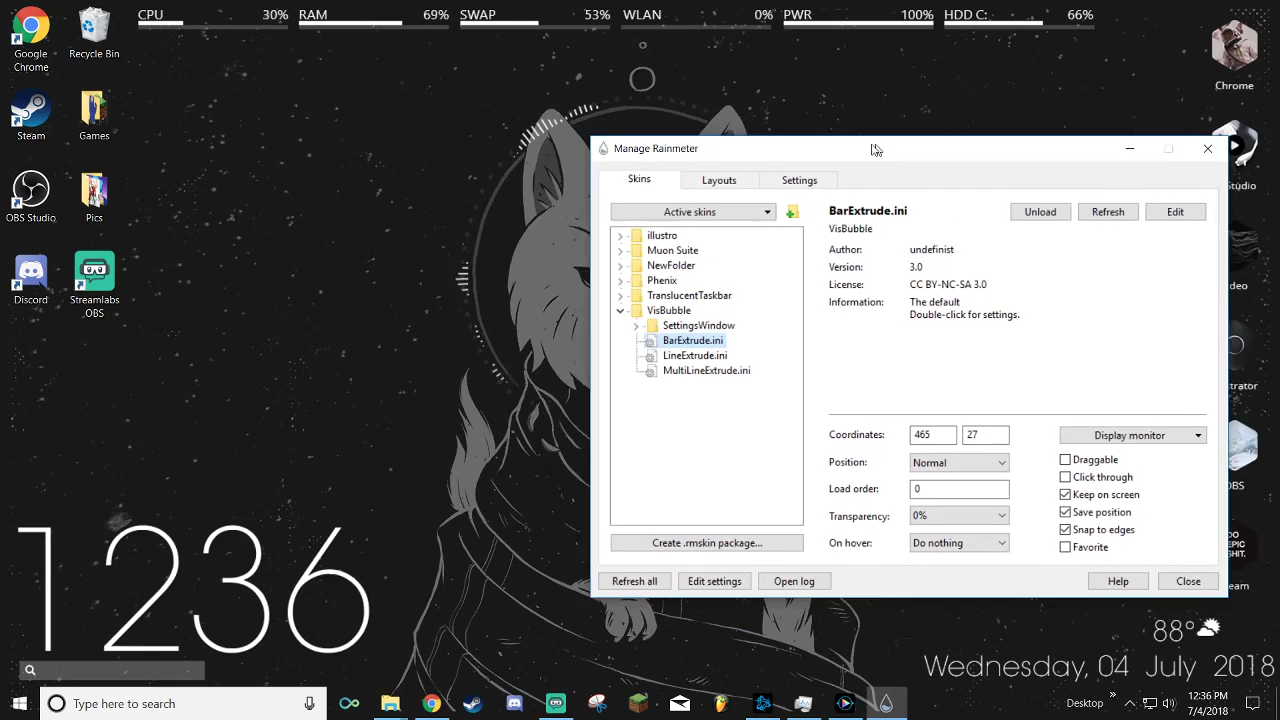 CPU 30% RAM 69% SWAP 53% WLAN 0% PWR 100% HDD C: 66%
Google Chrome
Recycle Bin
Steam
Games
OBS Studio
Pics
Discord
Streamlabs _OBS
Chrome
Manage Rainmeter
Skins Layouts Settings
Active skins
illustro
Muon Suite
NewFolder
Phenix
TranslucentTaskbar
VisBubble
SettingsWindow
BarExtrude.ini
LineExtrude.ini
MultiLineExtrude.ini
Create .rmskin package...
BarExtrude.ini Unload Refresh Edit
VisBubble
Author: undefinist
Version: 3.0
License: CC BY-NC-SA 3.0
Information: The default
Double-click for settings.
Coordinates: 465 27
Position: Normal
Load order: 0
Transparency: 0%
On hover: Do nothing
Display monitor
Draggable
Click through
Keep on screen
Save position
Snap to edges
Favorite
Refresh all Edit settings Open log Help Close
1236
88°
Wednesday, 04 July 2018
Type here to search
Desktop
12:36 PM
7/4/2018